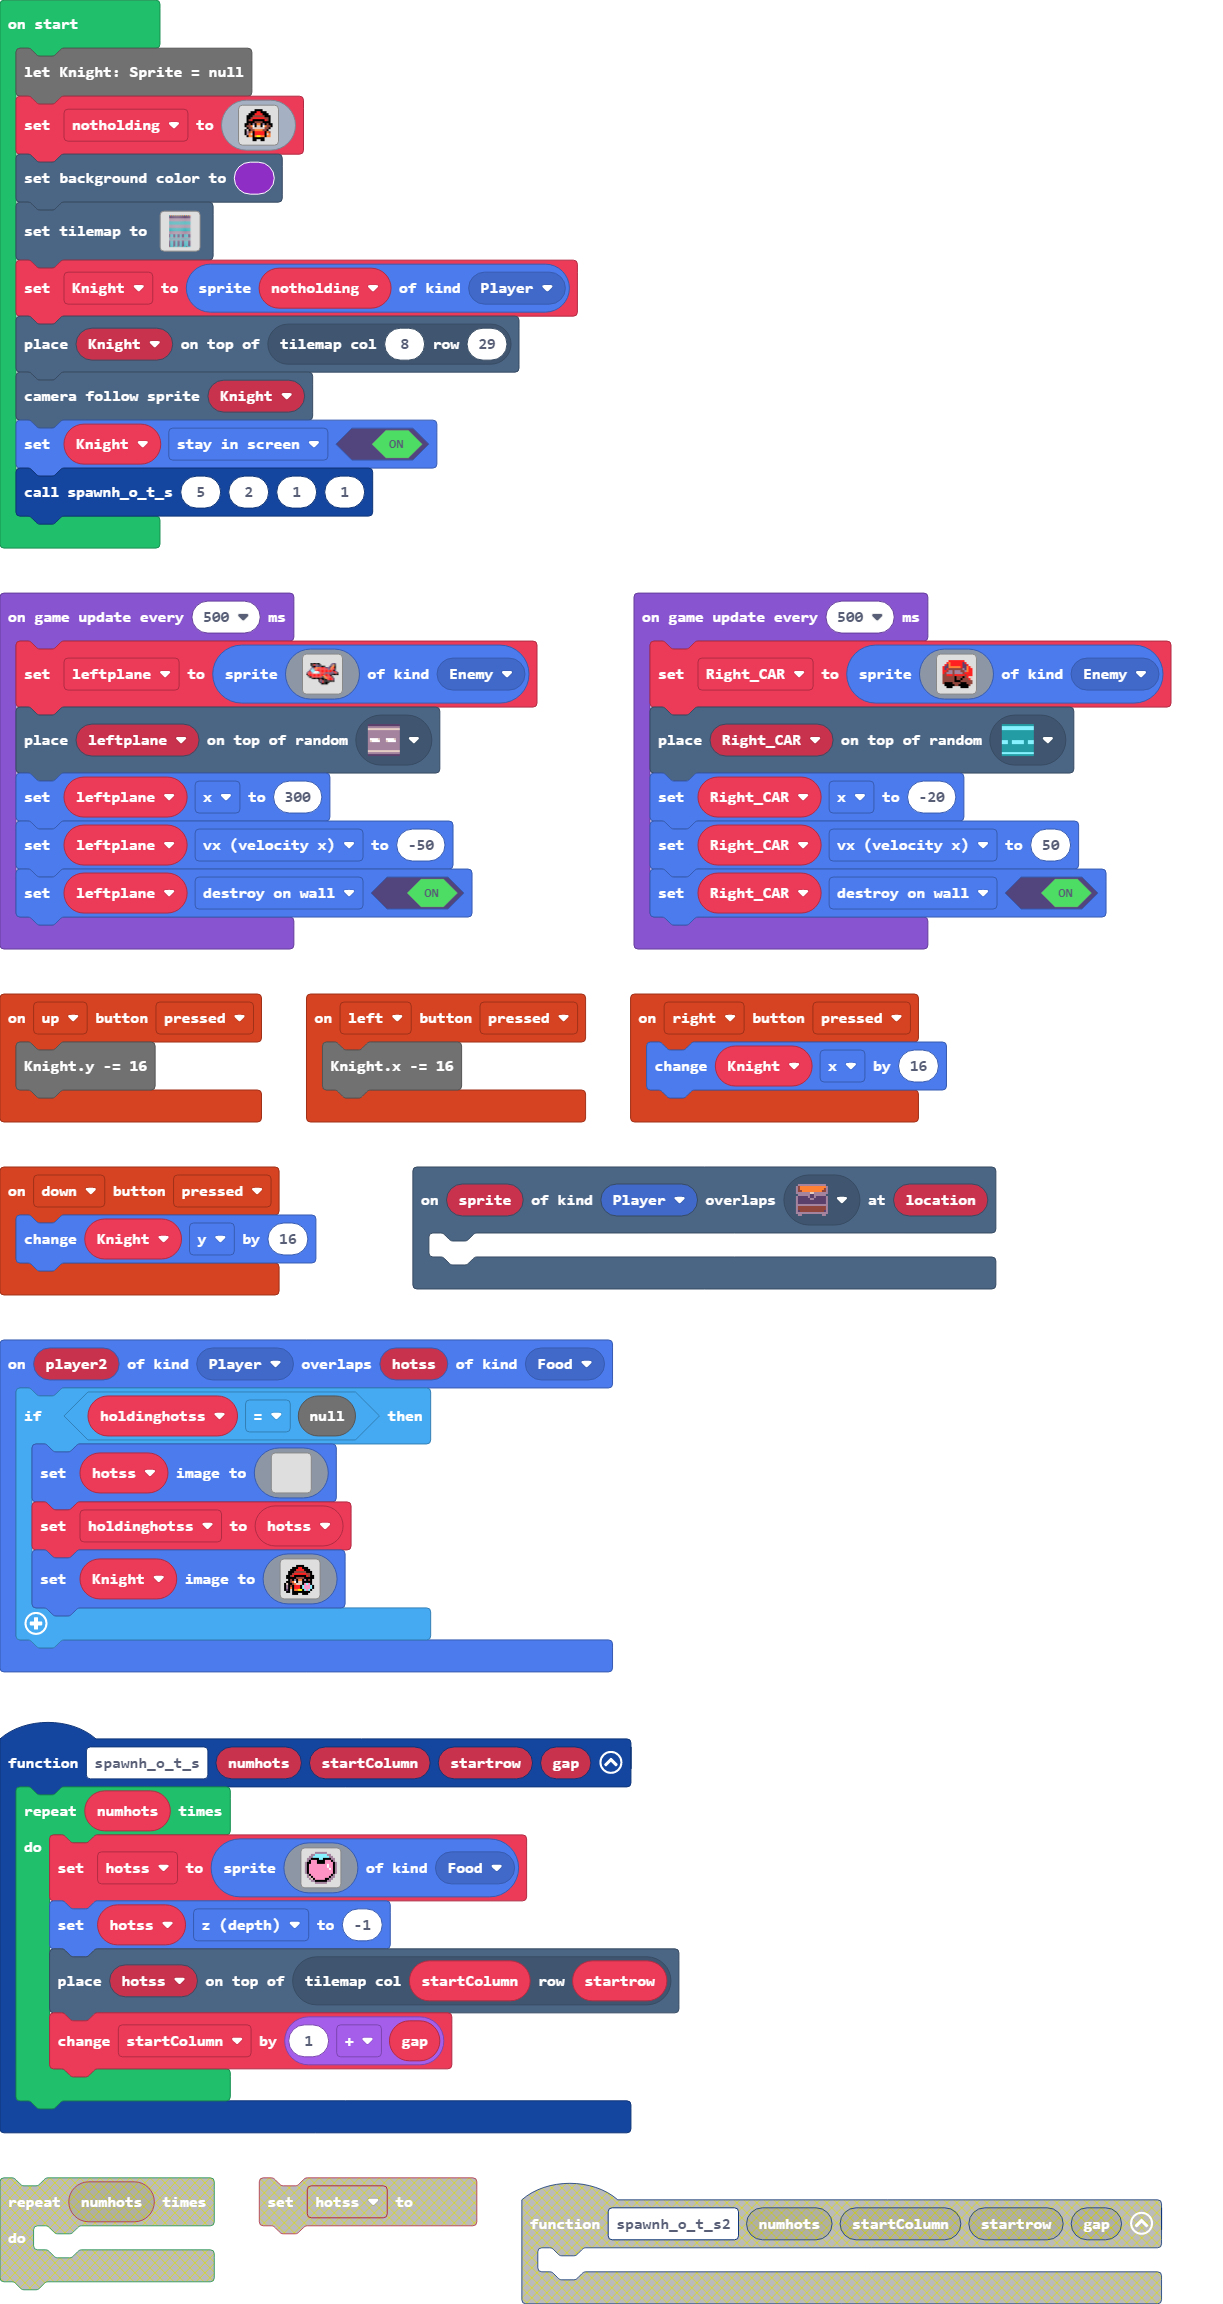 on start
let Knight: Sprite = null
set notholding to
set background color to
set tilemap to
set Knight to sprite notholding of kind Player
place Knight on top of tilemap col 8 row 29
camera follow sprite Knight
set Knight stay in screen ON
call spawnh_o_t_s 5 2 1 1
on game update every 500 ms
set leftplane to sprite of kind Enemy
place leftplane on top of random
set leftplane x to 300
set leftplane vx (velocity x) to -50
set leftplane destroy on wall ON
on game update every 500 ms
set Right_CAR to sprite of kind Enemy
place Right_CAR on top of random
set Right_CAR x to -20
set Right_CAR vx (velocity x) to 50
set Right_CAR destroy on wall ON
on up button pressed
Knight.y -= 16
on left button pressed
Knight.x -= 16
on right button pressed
change Knight x by 16
on down button pressed
change Knight y by 16
on sprite of kind Player overlaps at location
on player2 of kind Player overlaps hotss of kind Food
if holdinghotss = null then
set hotss image to
set holdinghotss to hotss
set Knight image to
function spawnh_o_t_s numhots startColumn startrow gap
repeat numhots times
do
set hotss to sprite of kind Food
set hotss z (depth) to -1
place hotss on top of tilemap col startColumn row startrow
change startColumn by 1 + gap
repeat numhots times
do
set hotss to
function spawnh_o_t_s2 numhots startColumn startrow gap